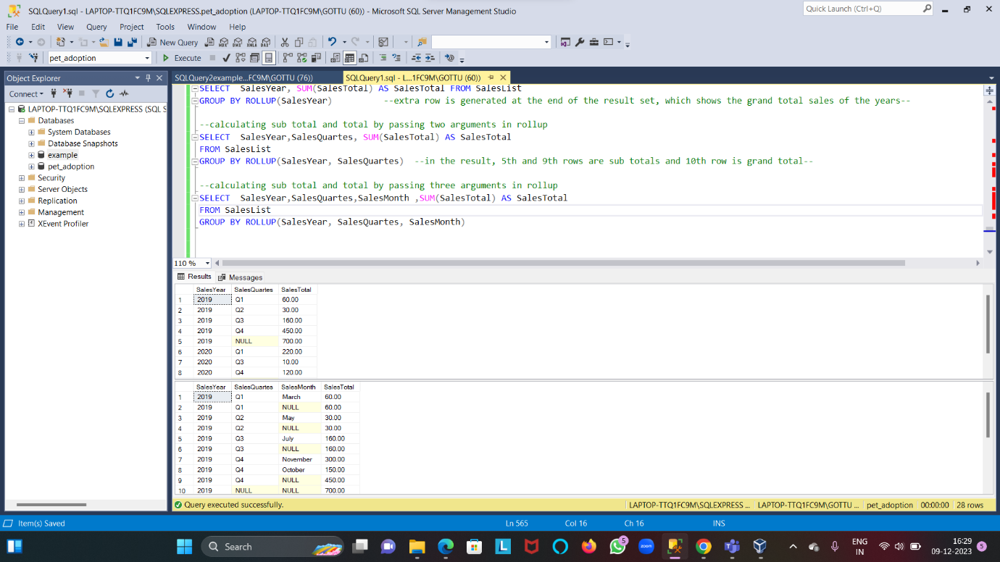 SQLQuery1.sql - LAPTOP-TTQ1FC9M\SQLEXPRESS.pet_adoption (LAPTOP-TTQ1FC9M\GOTTU (60)) - Microsoft SQL Server Management Studio
Quick Launch (Ctrl+Q)
File Edit View Query Project Tools Window Help
New Query
pet_adoption Execute
Object Explorer
SQLQuery2example...FC9M\GOTTU (76))
SQLQuery1.sql - L...1FC9M\GOTTU (60))
Connect
LAPTOP-TTQ1FC9M\SQLEXPRESS (SQL S
Databases
System Databases
Database Snapshots
example
pet_adoption
Security
Server Objects
Replication
Management
XEvent Profiler
SELECT SalesYear, SUM(SalesTotal) AS SalesTotal FROM SalesList
GROUP BY ROLLUP(SalesYear) --extra row is generated at the end of the result set, which shows the grand total sales of the years--
--calculating sub total and total by passing two arguments in rollup
SELECT SalesYear,SalesQuartes, SUM(SalesTotal) AS SalesTotal
FROM SalesList
GROUP BY ROLLUP(SalesYear, SalesQuartes) --in the result, 5th and 9th rows are sub totals and 10th row is grand total--
--calculating sub total and total by passing three arguments in rollup
SELECT SalesYear,SalesQuartes,SalesMonth ,SUM(SalesTotal) AS SalesTotal
FROM SalesList
GROUP BY ROLLUP(SalesYear, SalesQuartes, SalesMonth)
110 %
Results Messages
SalesYear SalesQuartes SalesTotal
1 2019 Q1 60.00
2 2019 Q2 30.00
3 2019 Q3 160.00
4 2019 Q4 450.00
5 2019 NULL 700.00
6 2020 Q1 220.00
7 2020 Q3 10.00
8 2020 Q4 120.00
SalesYear SalesQuartes SalesMonth SalesTotal
1 2019 Q1 March 60.00
2 2019 Q1 NULL 60.00
3 2019 Q2 May 30.00
4 2019 Q2 NULL 30.00
5 2019 Q3 July 160.00
6 2019 Q3 NULL 160.00
7 2019 Q4 November 300.00
8 2019 Q4 October 150.00
9 2019 Q4 NULL 450.00
10 2019 NULL NULL 700.00
Query executed successfully. LAPTOP-TTQ1FC9M\SQLEXPRESS ... LAPTOP-TTQ1FC9M\GOTTU ... pet_adoption 00:00:00 28 rows
Item(s) Saved Ln 565 Col 16 Ch 16 INS
Search
L
5
zoom
ENG
IN
16:29
09-12-2023
5